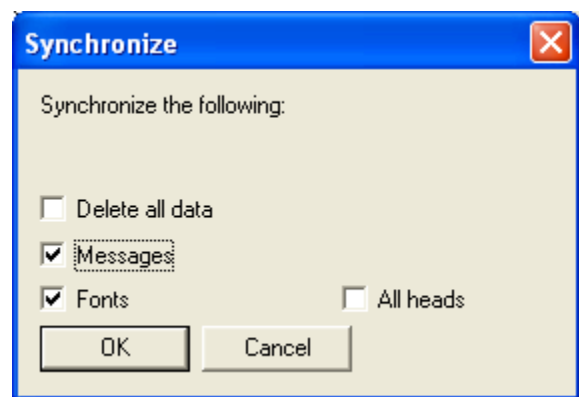 Synchronize
Synchronize the following:
Delete all data
Messages
Fonts All heads
OK Cancel